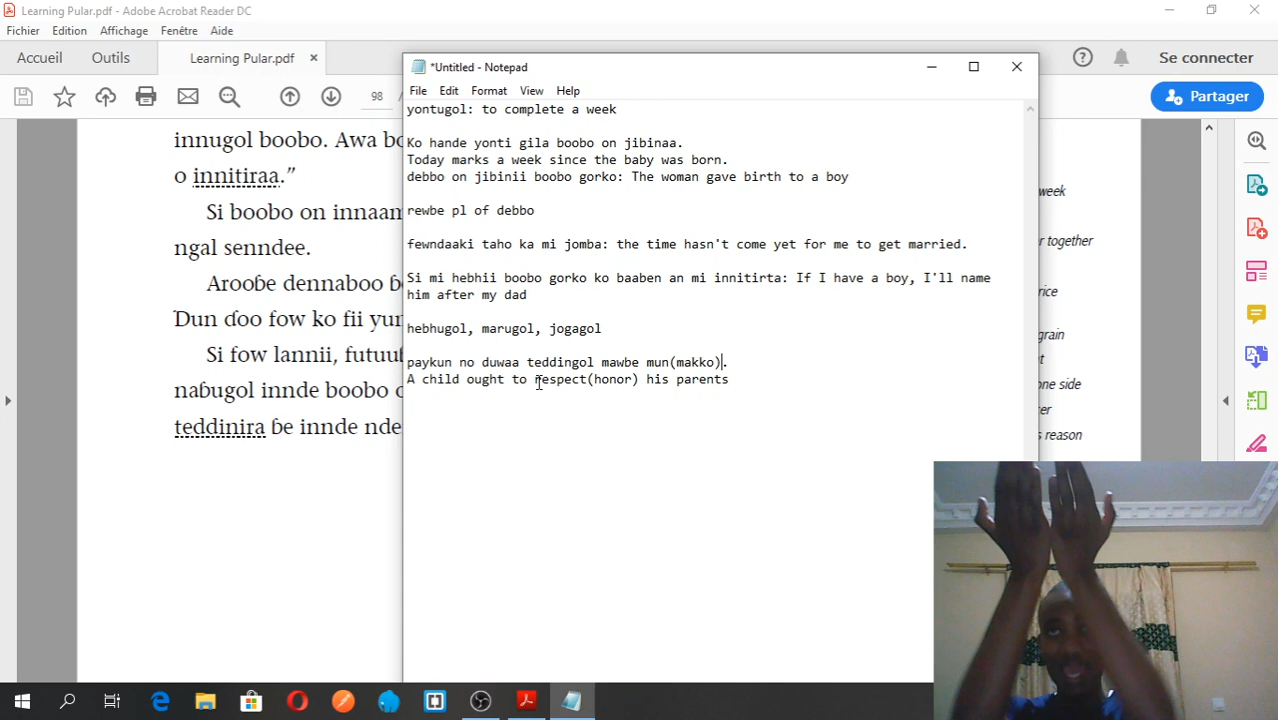 Learning Pular.pdf - Adobe Acrobat Reader DC
Fichier Edition Affichage Fenêtre Aide
Accueil Outils Learning Pular.pdf Se connecter
98 / Partager
*Untitled - Notepad
File Edit Format View Help
yontugol: to complete a week
Ko hande yonti gila boobo on jibinaa.
Today marks a week since the baby was born.
debbo on jibinii boobo gorko: The woman gave birth to a boy
rewbe pl of debbo
fewndaaki taho ka mi jomba: the time hasn't come yet for me to get married.
Si mi hebhii boobo gorko ko baaben an mi innitirta: If I have a boy, I'll name
him after my dad
hebhugol, marugol, jogagol
paykun no duwaa teddingol mawbe mun(makko).
A child ought to respect(honor) his parents
innugol boobo. Awa
o innitiraa.”
Si boobo on
ngal senndee.
Arooɓe dennaboo
Ɗun ɗoo fow ko fii
Si fow lannii,
naɓugol innde boobo
teddinira ɓe innde
week
together
rice
grain
one side
s reason